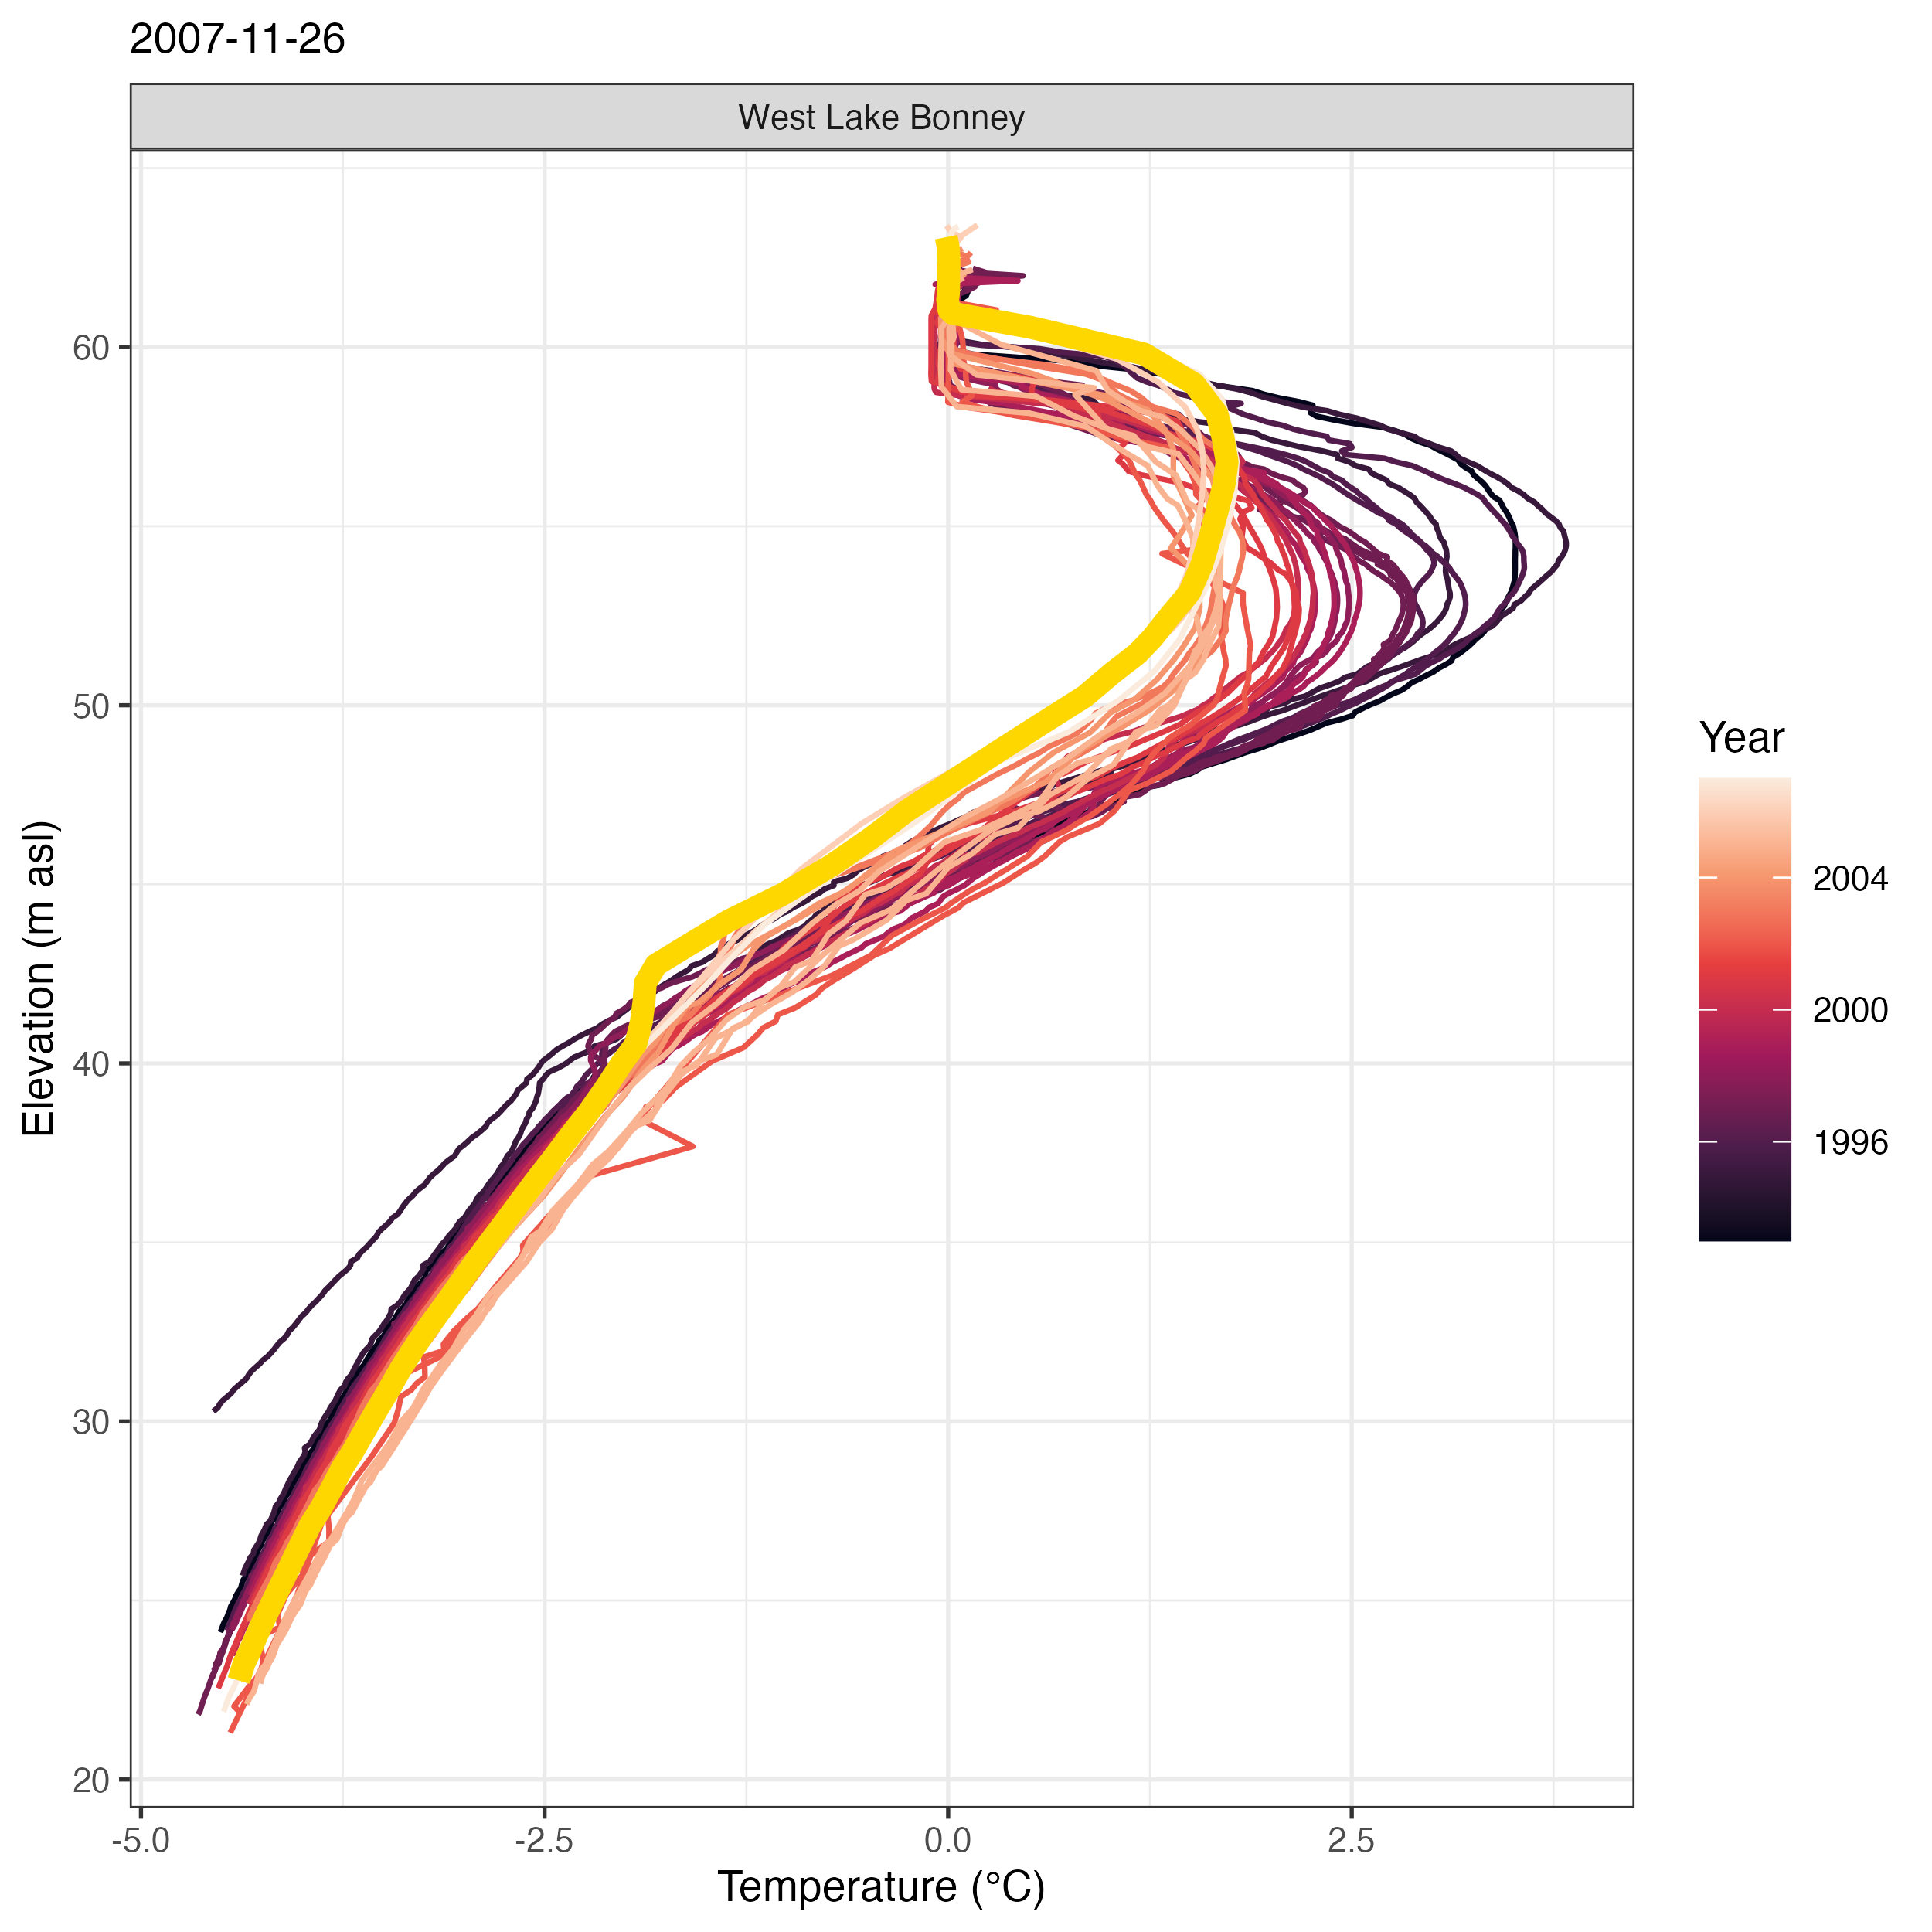 2007-11-26
West Lake Bonney
60
50
40
30
20
Elevation (m asl)
-5.0 -2.5 0.0 2.5
Temperature (°C)
Year
2004
2000
1996